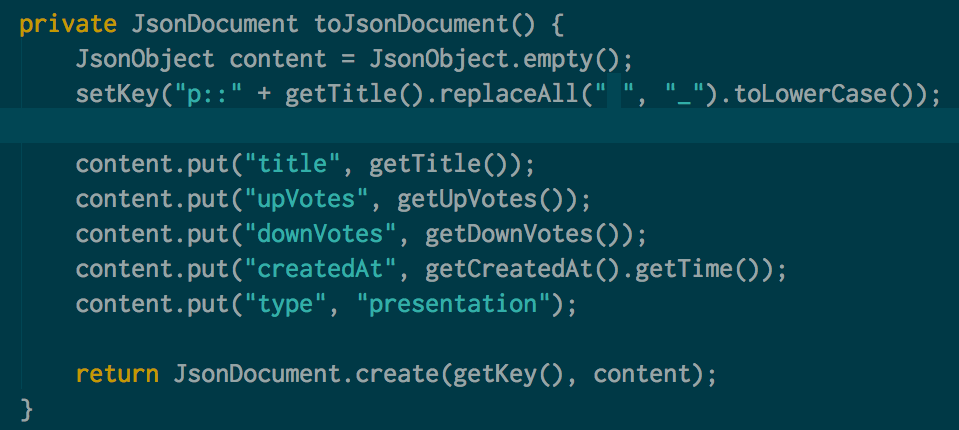 private JsonDocument toJsonDocument() {
    JsonObject content = JsonObject.empty();
    setKey("p::" + getTitle().replaceAll(" ", "_").toLowerCase());

    content.put("title", getTitle());
    content.put("upVotes", getUpVotes());
    content.put("downVotes", getDownVotes());
    content.put("createdAt", getCreatedAt().getTime());
    content.put("type", "presentation");

    return JsonDocument.create(getKey(), content);
}